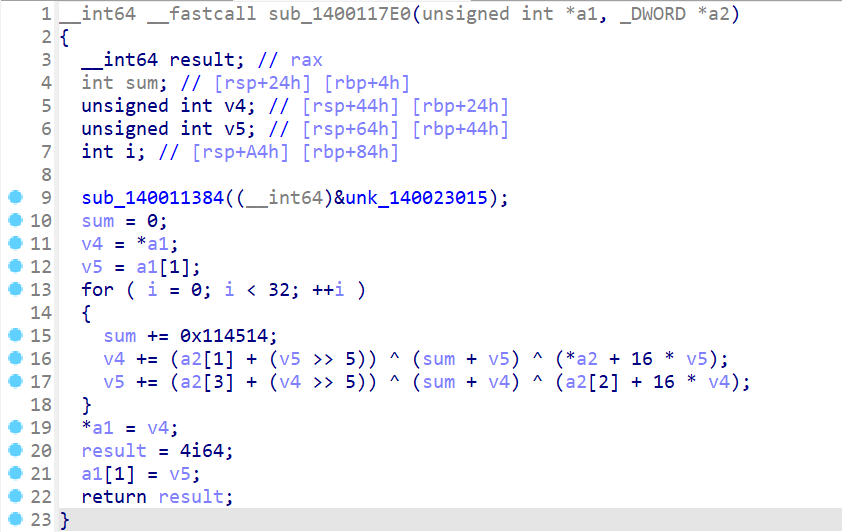 1 __int64 __fastcall sub_1400117E0(unsigned int *a1, _DWORD *a2)
2 {
3   __int64 result; // rax
4   int sum; // [rsp+24h] [rbp+4h]
5   unsigned int v4; // [rsp+44h] [rbp+24h]
6   unsigned int v5; // [rsp+64h] [rbp+44h]
7   int i; // [rsp+A4h] [rbp+84h]
8
9   sub_140011384((__int64)&unk_140023015);
10   sum = 0;
11   v4 = *a1;
12   v5 = a1[1];
13   for ( i = 0; i < 32; ++i )
14   {
15     sum += 0x114514;
16     v4 += (a2[1] + (v5 >> 5)) ^ (sum + v5) ^ (*a2 + 16 * v5);
17     v5 += (a2[3] + (v4 >> 5)) ^ (sum + v4) ^ (a2[2] + 16 * v4);
18   }
19   *a1 = v4;
20   result = 4i64;
21   a1[1] = v5;
22   return result;
23 }